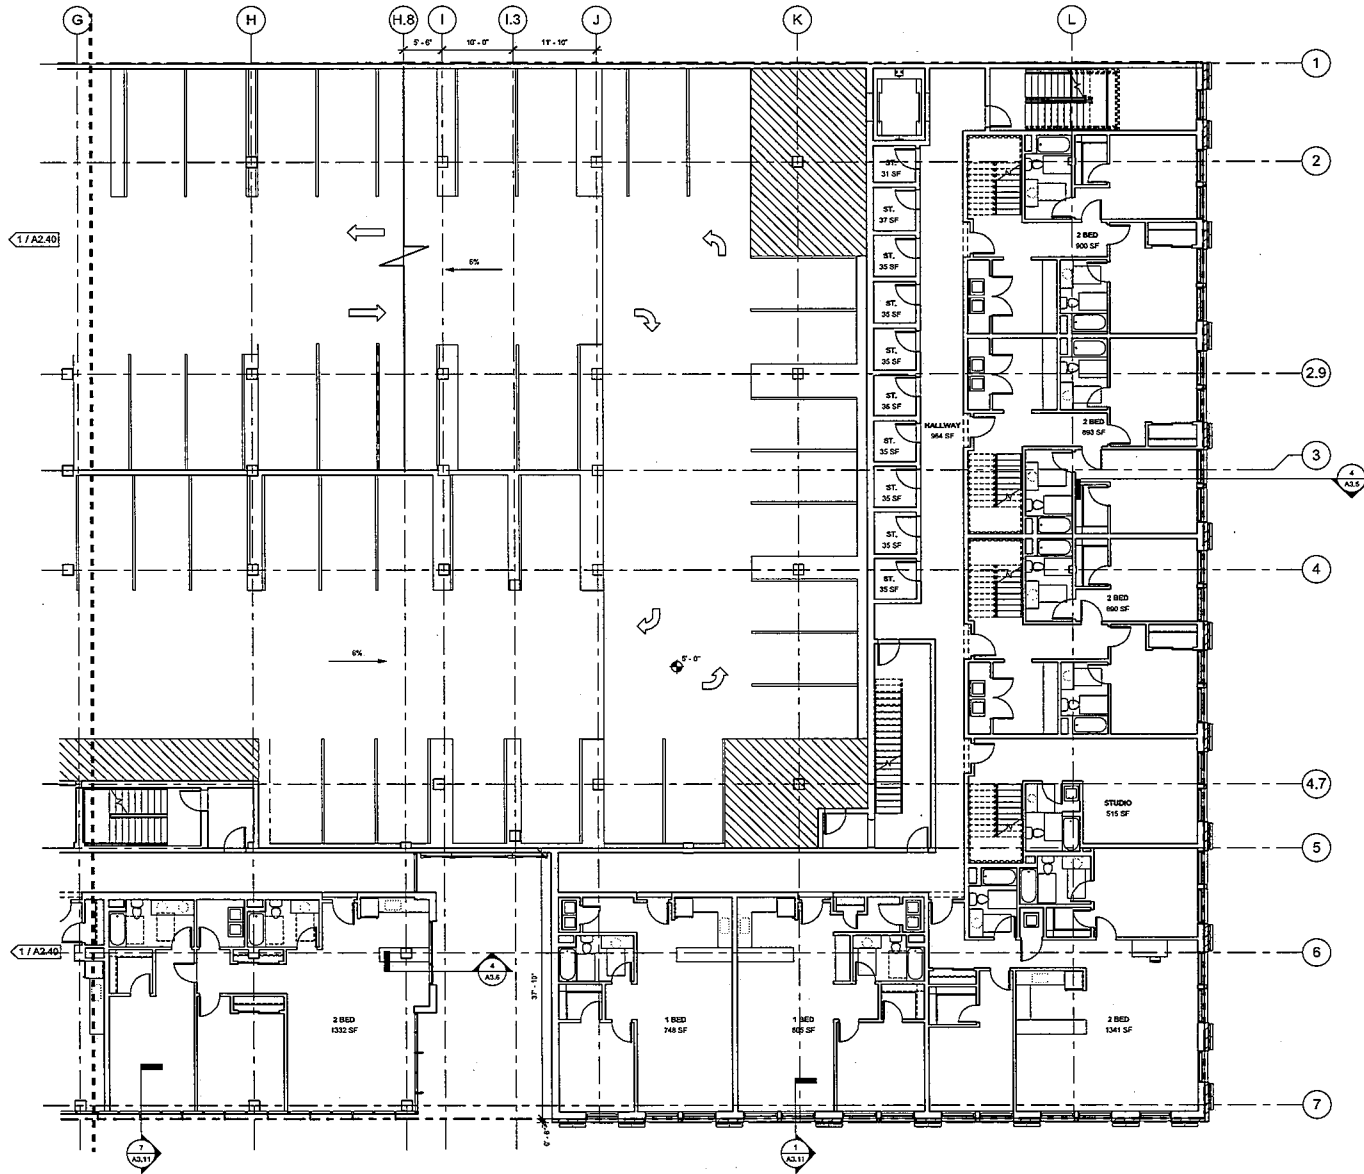 G H H.8 I I.3 J K L
5' - 6" 10' - 0" 11' - 10"
1
ST.
31 SF
2
ST.
37 SF
1 / A2.40
6%
2 BED
900 SF
ST.
35 SF
ST.
35 SF
ST.
35 SF
2.9
ST.
36 SF
HALLWAY
964 SF
2 BED
893 SF
ST.
35 SF
3
4
A3.5
ST.
35 SF
ST.
35 SF
4
ST.
35 SF
2 BED
890 SF
6%
5' - 0"
4.7
STUDIO
515 SF
5
1 / A2.40
6
4
A3.6
37' - 10"
2 BED
1332 SF
1 BED
748 SF
1 BED
805 SF
2 BED
1341 SF
7
7
A3.11
1
A3.11